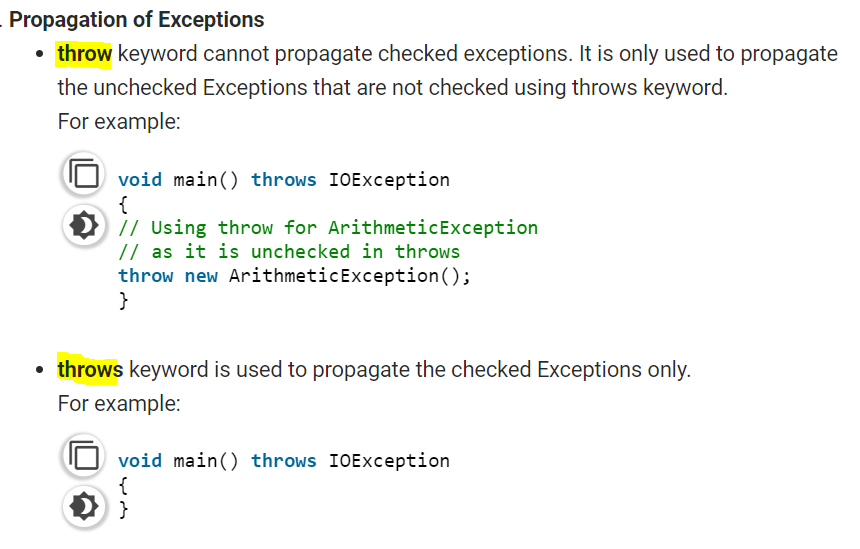 . Propagation of Exceptions
• throw keyword cannot propagate checked exceptions. It is only used to propagate
the unchecked Exceptions that are not checked using throws keyword.
For example:
void main() throws IOException
{
// Using throw for ArithmeticException
// as it is unchecked in throws
throw new ArithmeticException();
}
• throws keyword is used to propagate the checked Exceptions only.
For example:
void main() throws IOException
{
}